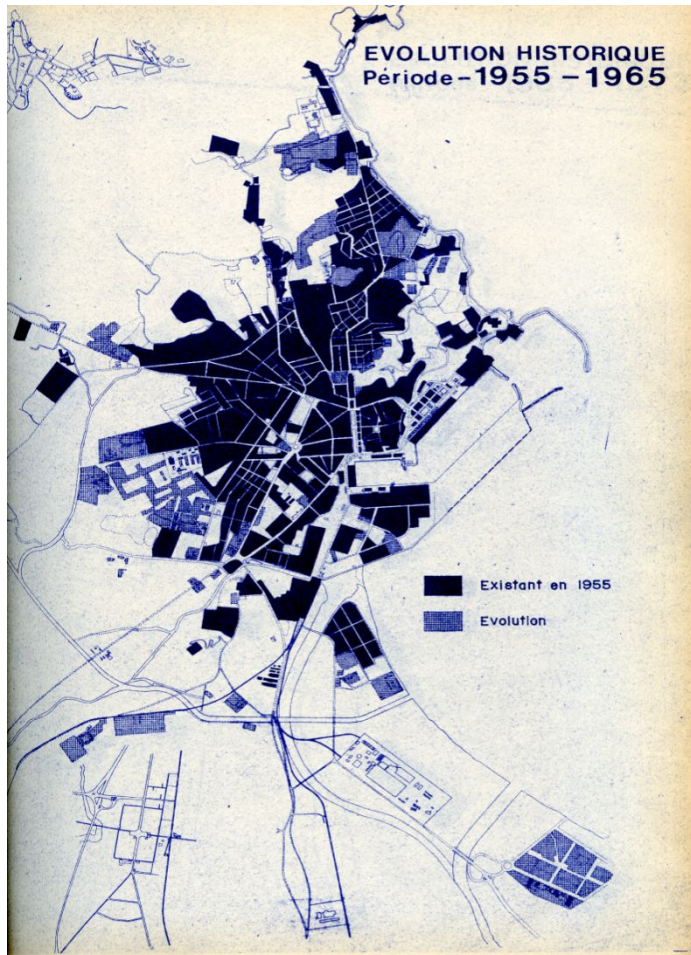 EVOLUTION HISTORIQUE
Période-1955-1965
Existant en 1955
Evolution